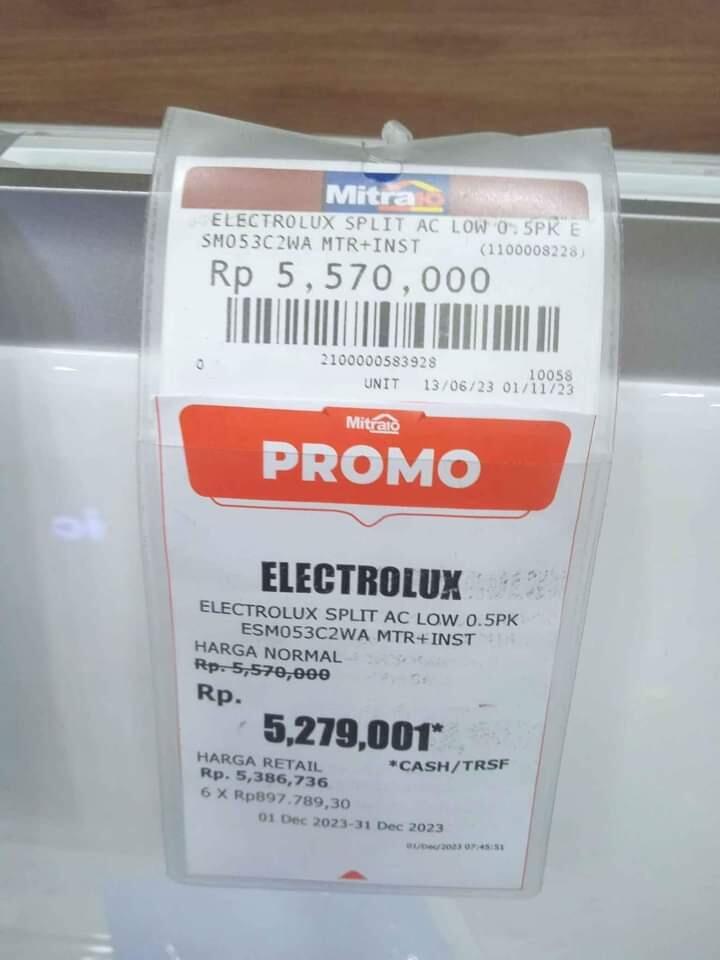 Mitra10
ELECTROLUX SPLIT AC LOW 0.5PK E
SM053C2WA MTR+INST (1100008228)
Rp 5,570,000
2100000583928
0 10058
UNIT 13/06/23 01/11/23
Mitra10
PROMO
ELECTROLUX
ELECTROLUX SPLIT AC LOW 0.5PK
ESM053C2WA MTR+INST
HARGA NORMAL
Rp. 5,570,000
Rp.
5,279,001*
HARGA RETAIL *CASH/TRSF
Rp. 5,386,736
6 X Rp897.789,30
01 Dec 2023-31 Dec 2023
01/Dec/2023 07:45:51